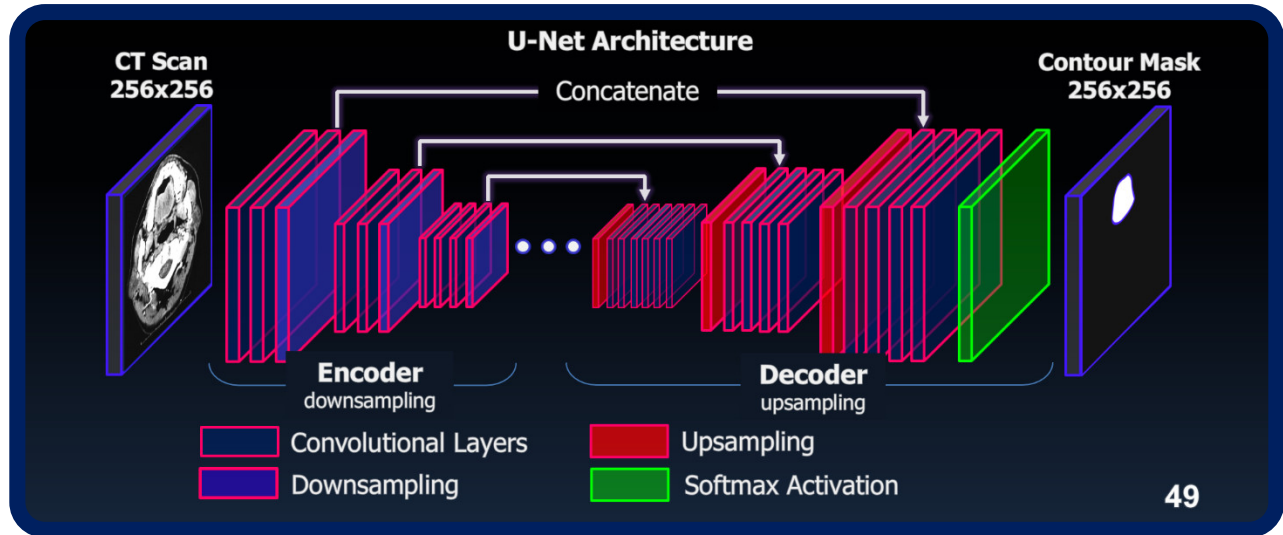 U-Net Architecture
CT Scan
256x256
Concatenate
Contour Mask
256x256
Encoder
downsampling
Decoder
upsampling
Convolutional Layers
Upsampling
Downsampling
Softmax Activation
49